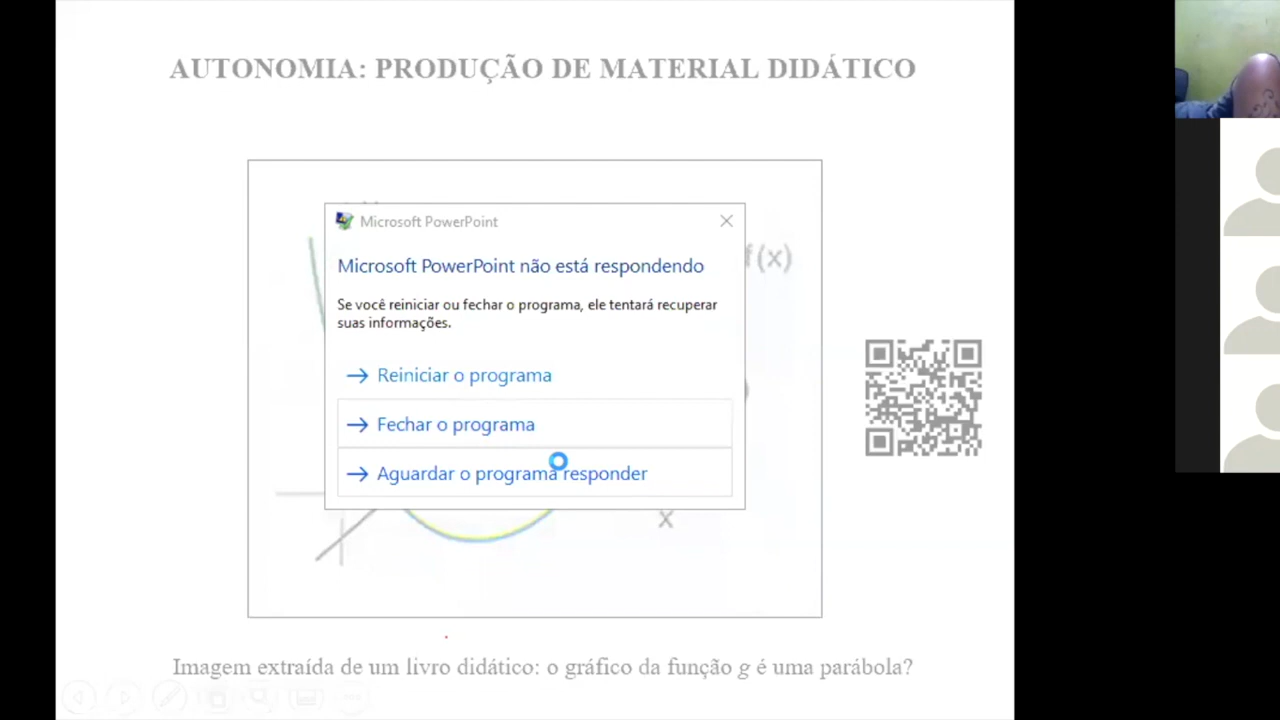 AUTONOMIA: PRODUÇÃO DE MATERIAL DIDÁTICO
Microsoft PowerPoint
Microsoft PowerPoint não está respondendo
f(x)
Se você reiniciar ou fechar o programa, ele tentará recuperar
suas informações.
Reiniciar o programa
Fechar o programa
Aguardar o programa responder
x
Imagem extraída de um livro didático: o gráfico da função g é uma parábola?